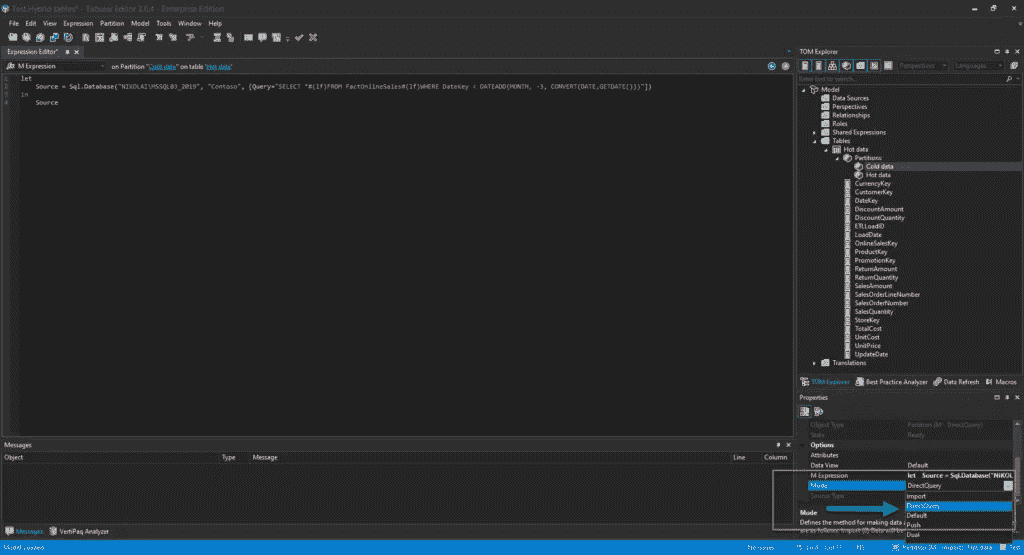 Test Hybrid tables* - Tabular Editor 3.0.4 - Enterprise Edition
File Edit View Expression Partition Model Tools Window Help
Expression Editor*
M Expression on Partition "Cold data" on table 'Hot data'
1 let
2 Source = Sql.Database("NIKOLAI\MSSQL03_2019", "Contoso", [Query="SELECT *#(lf)FROM FactOnlineSales#(lf)WHERE DateKey < DATEADD(MONTH, -3, CONVERT(DATE,GETDATE()))"])
3 in
4 Source
TOM Explorer
Perspectives Languages
Enter text to search...
Model
Data Sources
Perspectives
Relationships
Roles
Shared Expressions
Tables
Hot data
Partitions
Cold data
Hot data
CurrencyKey
CustomerKey
DateKey
DiscountAmount
DiscountQuantity
ETLLoadID
LoadDate
OnlineSalesKey
ProductKey
PromotionKey
ReturnAmount
ReturnQuantity
SalesAmount
SalesOrderLineNumber
SalesOrderNumber
SalesQuantity
StoreKey
TotalCost
UnitCost
UnitPrice
UpdateDate
Translations
TOM Explorer Best Practice Analyzer Data Refresh Macros
Properties
Object Type Partition (M - DirectQuery)
State Ready
Options
Attributes
Data View Default
M Expression let Source = Sql.Database("NIKOL
Mode DirectQuery
Source Type Import
DirectQuery
Default
Push
Dual
Mode
Defines the method for making data
Messages
Object Type Message Line Column
Messages VertiPaq Analyzer